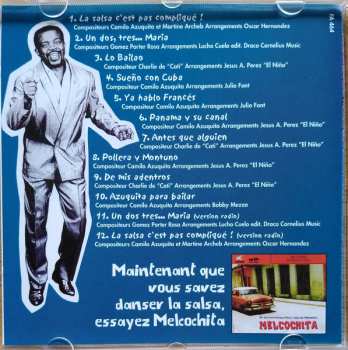 1. La salsa c'est pas compliqué !
Compositeurs Camilo Azuquita et Martine Archeb Arrangements Oscar Hernandez
2. Un dos, tres... Maria
Compositeurs Gomez Porter Rosa Arrangements Lucho Cuelo edit. Draco Cornelius Music
3. Lo Bailao
Compositeur Charlie de "Cati" Arrangements Jesus A. Perez "El Niño"
4. Sueño con Cuba
Compositeur Camilo Azuquita Arrangements Julio Font
5. Ya hablo Francés
Compositeur Camilo Azuquita Arrangements Julio Font
6. Panama y su canal
Compositeur Camilo Azuquita Arrangements Jesus A. Perez "El Niño"
7. Antes que alguien
Compositeur Charlie de "Cati" Arrangements Jesus A. Perez "El Niño"
8. Pollera y Montuno
Compositeur Camilo Azuquita Arrangements Jesus A. Perez "El Niño"
9. De mis adentros
Compositeur Charlie de "Cati" Arrangements Jesus A. Perez "El Niño"
10. Azuquita para bailar
Compositeur Camilo Azuquita Arrangements Bobby Mezza
11. Un dos tres... Maria (version radio)
Compositeurs Gomez Porter Rosa Arrangements Lucho Cuelo edit. Draco Cornelius Music
12. La salsa c'est pas compliqué ! (version radio)
Compositeurs Camilo Azuquita et Martine Archeb Arrangements Oscar Hernandez
Maintenant que
vous savez
danser la salsa,
essayez Melcochita
MELCOCHITA